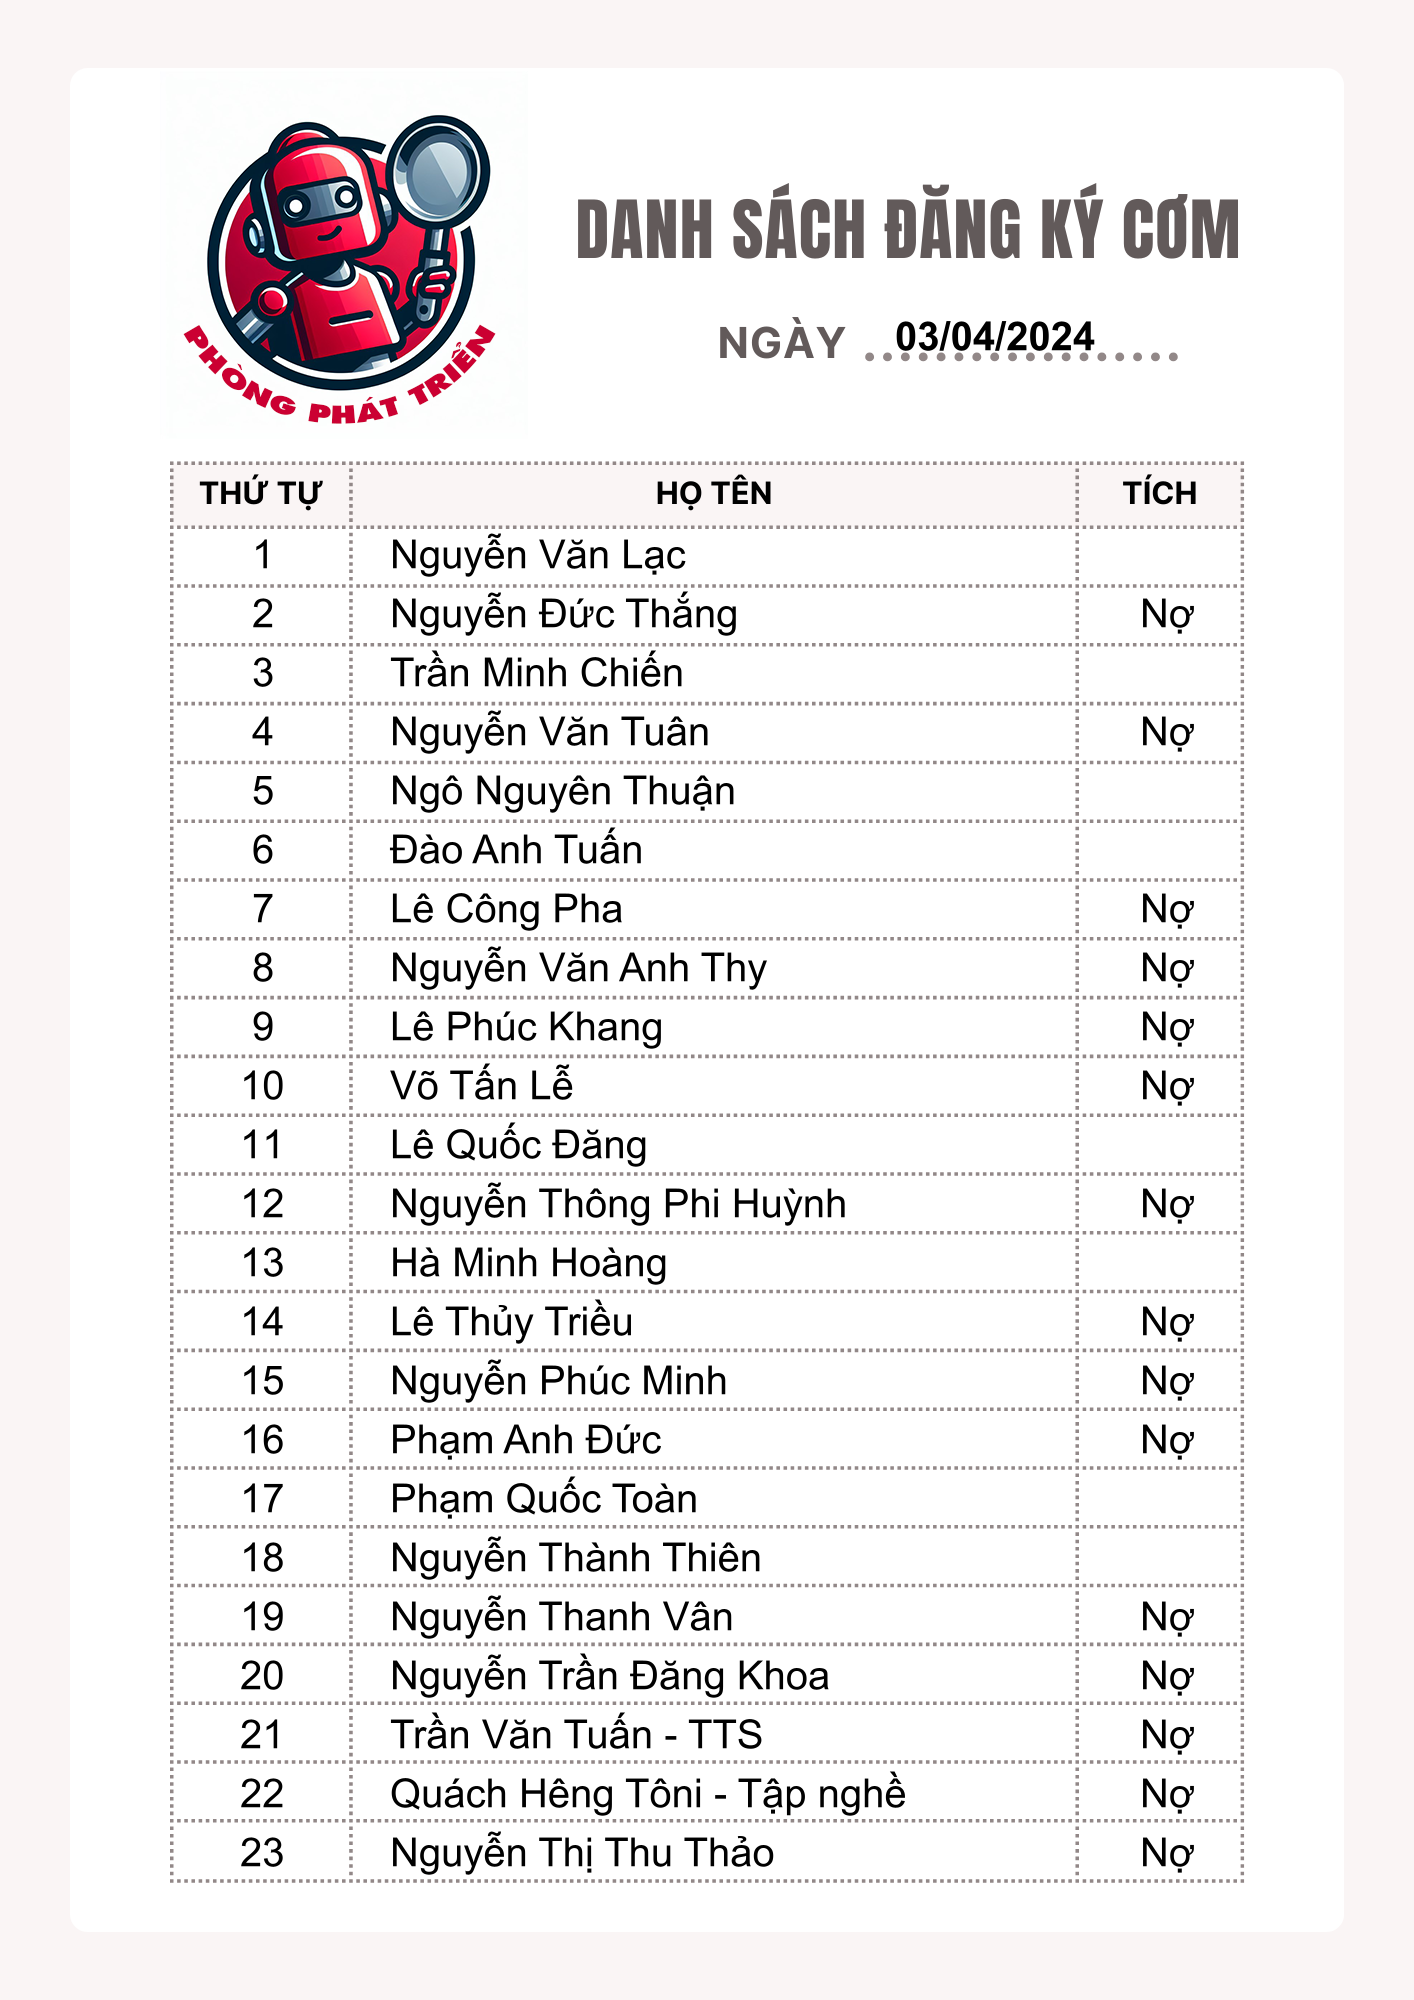 PHÒNG PHÁT TRIỂN
DANH SÁCH ĐĂNG KÝ CƠM
NGÀY 03/04/2024
THỨ TỰ HỌ TÊN TÍCH
1 Nguyễn Văn Lạc
2 Nguyễn Đức Thắng Nợ
3 Trần Minh Chiến
4 Nguyễn Văn Tuân Nợ
5 Ngô Nguyên Thuận
6 Đào Anh Tuấn
7 Lê Công Pha Nợ
8 Nguyễn Văn Anh Thy Nợ
9 Lê Phúc Khang Nợ
10 Võ Tấn Lễ Nợ
11 Lê Quốc Đăng
12 Nguyễn Thông Phi Huỳnh Nợ
13 Hà Minh Hoàng
14 Lê Thủy Triều Nợ
15 Nguyễn Phúc Minh Nợ
16 Phạm Anh Đức Nợ
17 Phạm Quốc Toàn
18 Nguyễn Thành Thiên
19 Nguyễn Thanh Vân Nợ
20 Nguyễn Trần Đăng Khoa Nợ
21 Trần Văn Tuấn - TTS Nợ
22 Quách Hêng Tôni - Tập nghề Nợ
23 Nguyễn Thị Thu Thảo Nợ